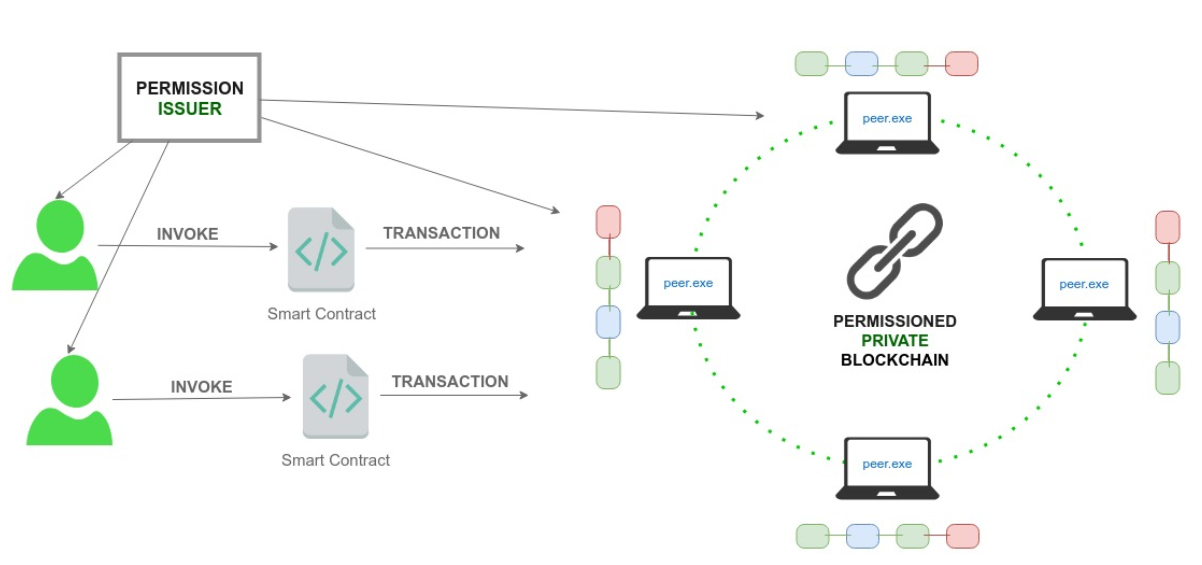 PERMISSION
ISSUER
peer.exe
INVOKE
</>
TRANSACTION
Smart Contract
peer.exe
peer.exe
PERMISSIONED
PRIVATE
BLOCKCHAIN
INVOKE
</>
TRANSACTION
Smart Contract
peer.exe